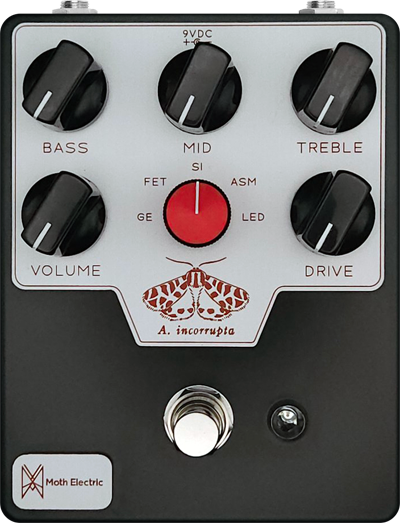 9VDC
BASS
MID
TREBLE
SI
FET
ASM
GE
LED
VOLUME
DRIVE
A. incorrupta
Moth Electric